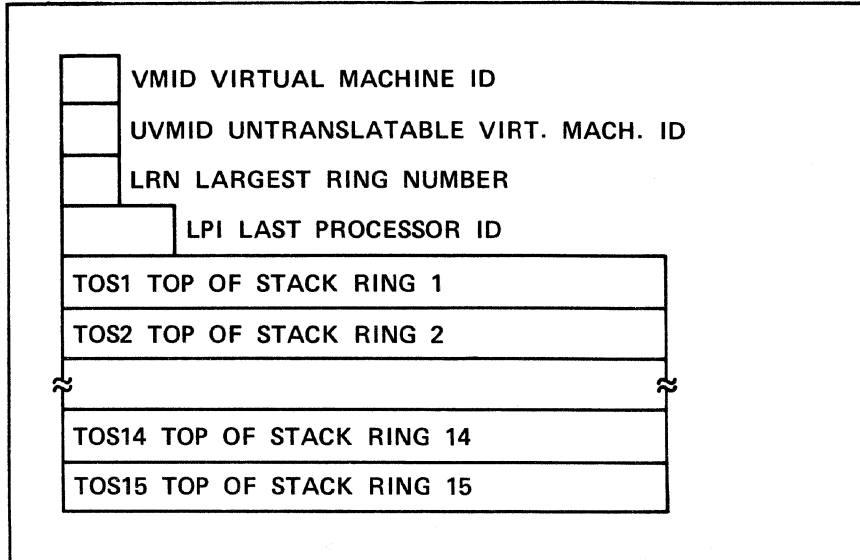 VMID VIRTUAL MACHINE ID
UVMID UNTRANSLATABLE VIRT. MACH. ID
LRN LARGEST RING NUMBER
LPI LAST PROCESSOR ID
TOS1 TOP OF STACK RING 1
TOS2 TOP OF STACK RING 2
TOS14 TOP OF STACK RING 14
TOS15 TOP OF STACK RING 15